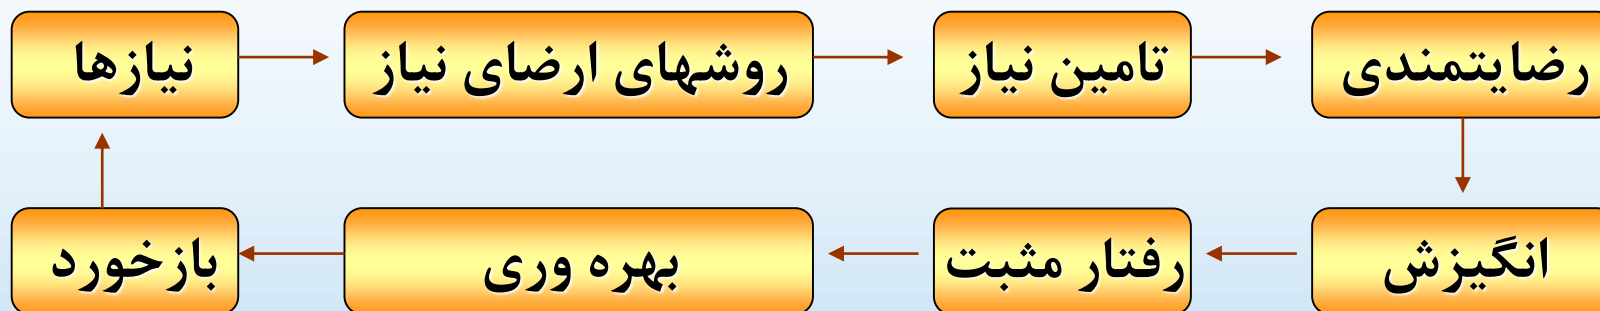 نیازها
روشهای ارضای نیاز
تامین نیاز
رضایتمندی
انگیزش
رفتار مثبت
بهره وری
بازخورد